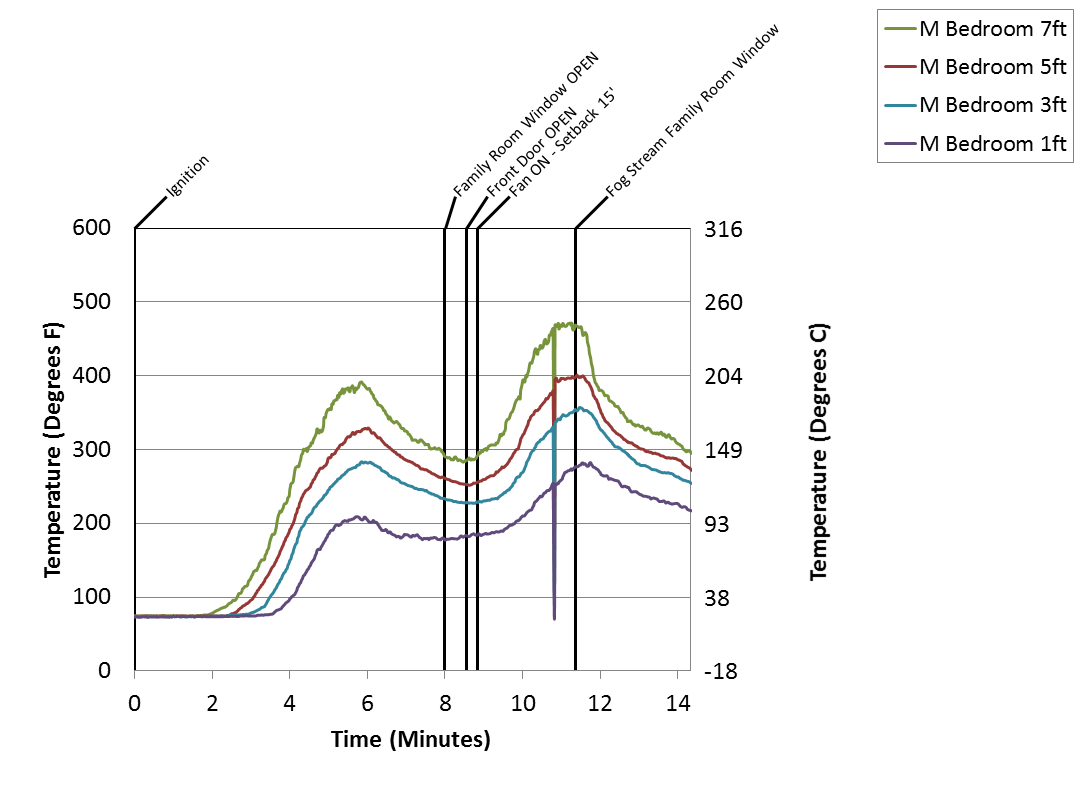 M Bedroom 7ft
M Bedroom 5ft
M Bedroom 3ft
M Bedroom 1ft
Ignition
Family Room Window OPEN
Front Door OPEN
Fan ON - Setback 15'
Fog Stream Family Room Window
600
500
400
300
200
100
0
316
260
204
149
93
38
-18
Temperature (Degrees F)
Temperature (Degrees C)
0 2 4 6 8 10 12 14
Time (Minutes)